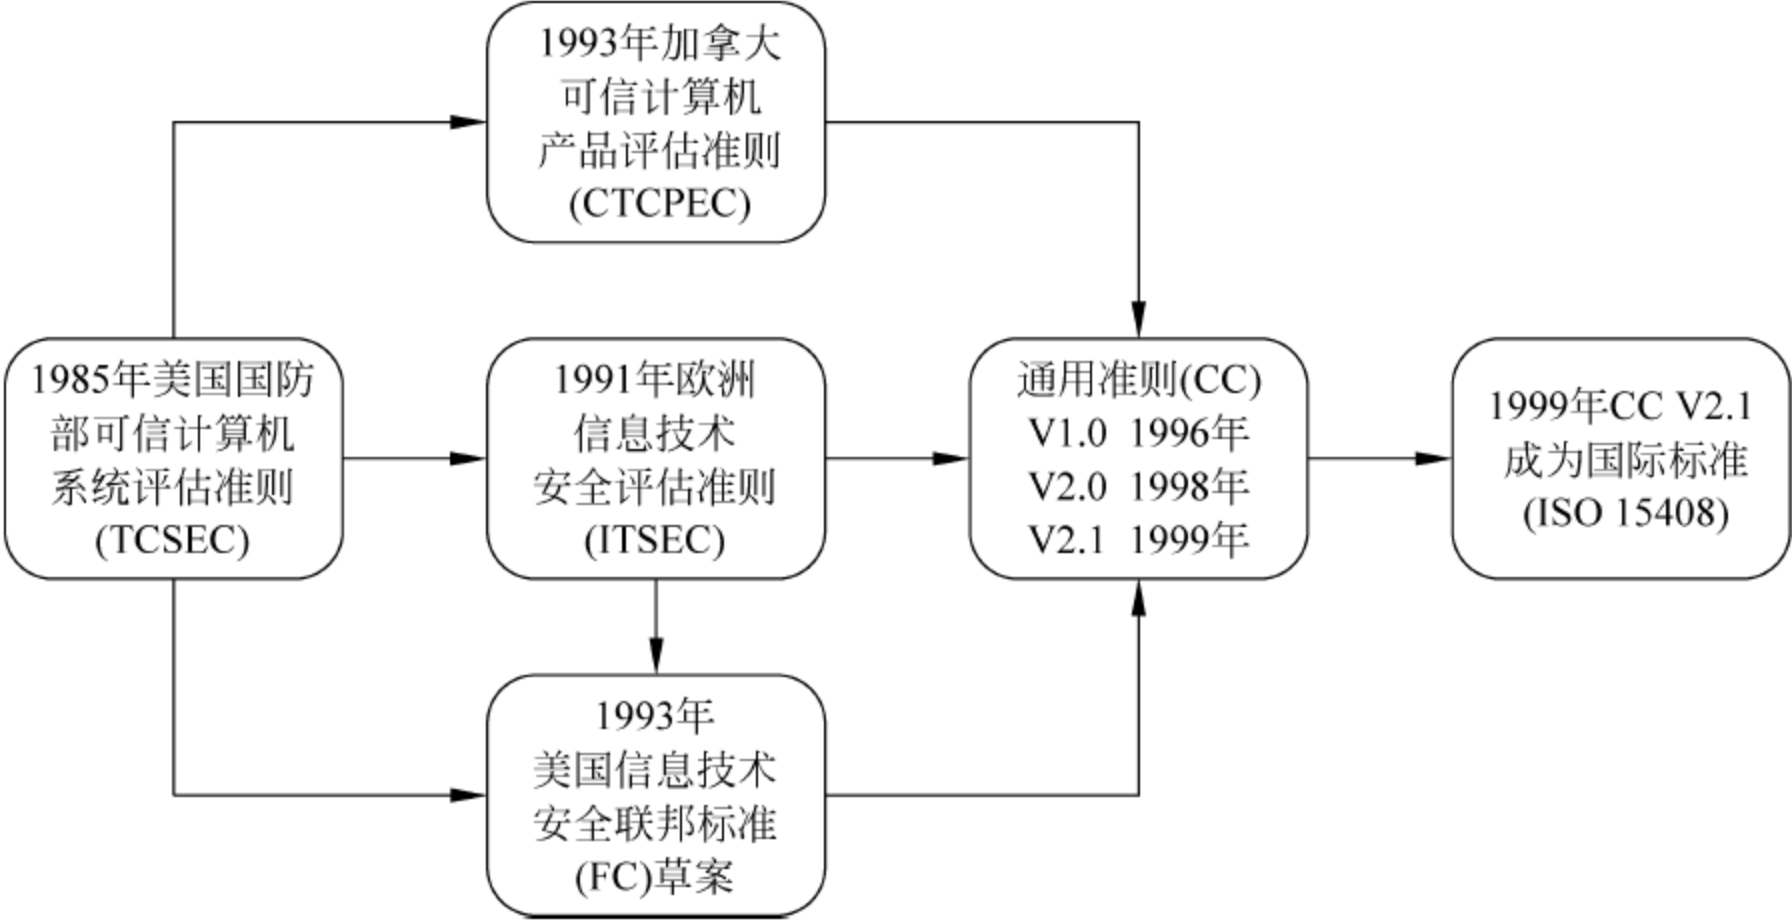 1993年加拿大
可信计算机
产品评估准则
(CTCPEC)
1985年美国国防
部可信计算机
系统评估准则
(TCSEC)
1991年欧洲
信息技术
安全评估准则
(ITSEC)
通用准则(CC)
V1.0 1996年
V2.0 1998年
V2.1 1999年
1999年CC V2.1
成为国际标准
(ISO 15408)
1993年
美国信息技术
安全联邦标准
(FC)草案